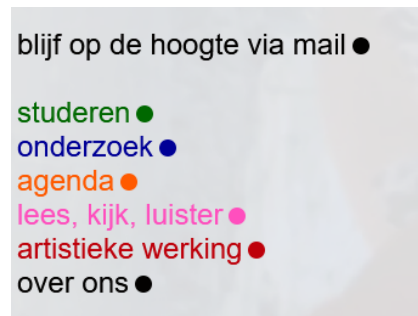 blijf op de hoogte via mail ●
studeren ●
onderzoek ●
agenda ●
lees, kijk, luister ●
artistieke werking ●
over ons ●